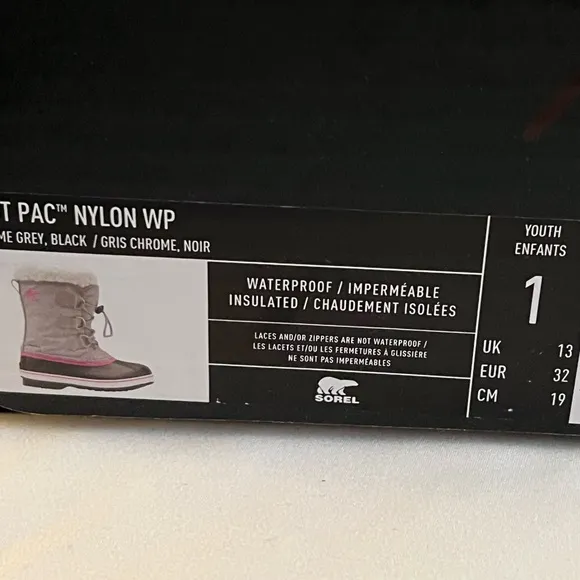 T PAC™ NYLON WP
ME GREY, BLACK / GRIS CHROME, NOIR
WATERPROOF / IMPERMÉABLE
INSULATED / CHAUDEMENT ISOLÉES
LACES AND/OR ZIPPERS ARE NOT WATERPROOF /
LES LACETS ET/OU LES FERMETURES À GLISSIÈRE
NE SONT PAS IMPERMÉABLES
SOREL
YOUTH
ENFANTS
1
UK 13
EUR 32
CM 19